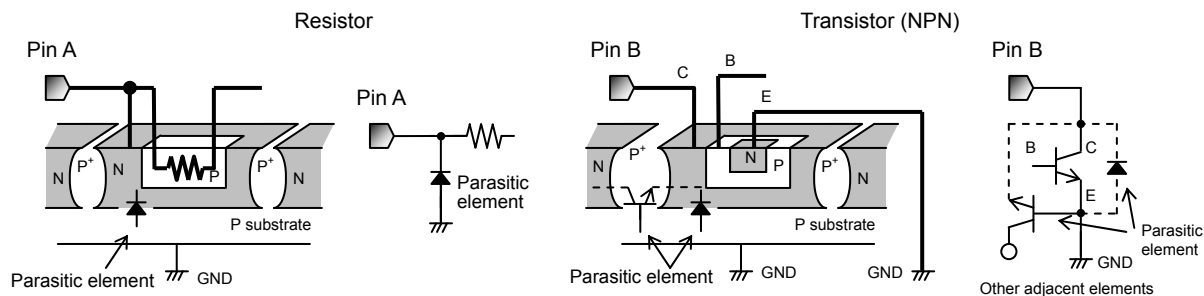 Resistor
Transistor (NPN)
Pin A
Pin B
Pin B
B
C
E
Pin A
N
P+
N
P
P+
N
N
P+
N
P
P+
N
B
C
E
Parasitic
element
P substrate
P substrate
Parasitic element
GND
Parasitic element
GND
GND
GND
Parasitic
element
Other adjacent elements